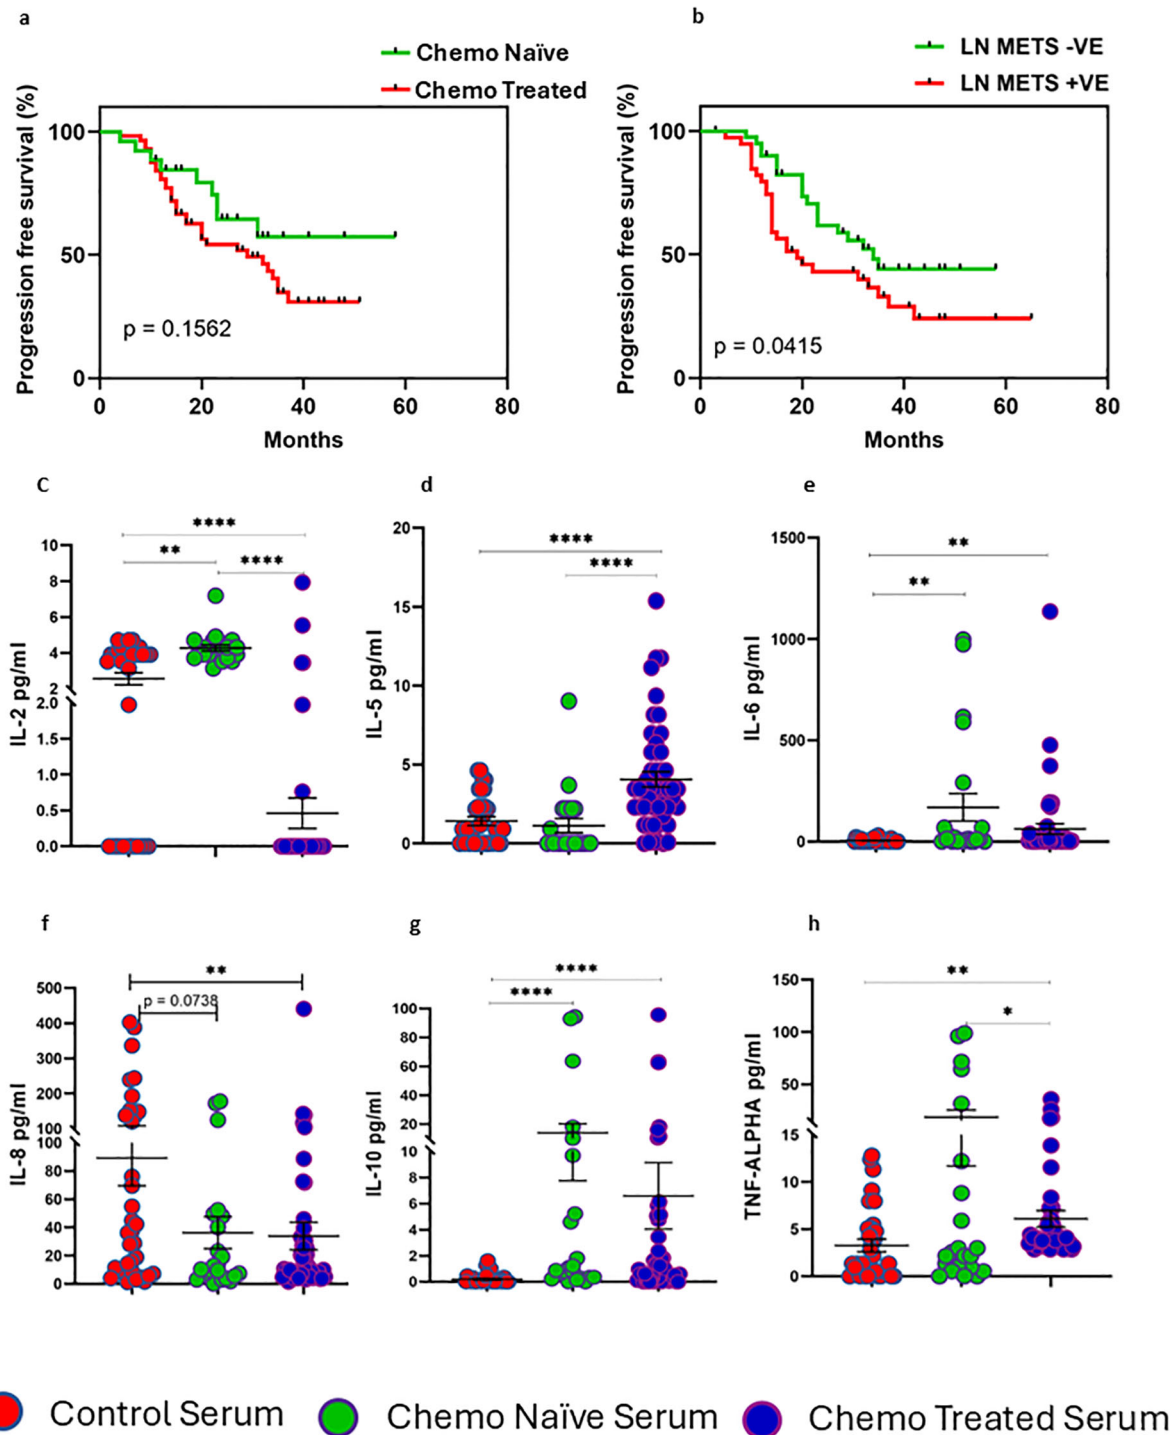 a
Chemo Naïve
Chemo Treated
Progression free survival (%)
100
50
0
p = 0.1562
0 20 40 60 80
Months
b
LN METS -VE
LN METS +VE
Progression free survival (%)
100
50
0
p = 0.0415
0 20 40 60 80
Months
c
**** 
** 
****
IL-2 pg/ml
10
8
6
4
2
2.0
1.5
1.0
0.5
0.0
d
****
****
IL-5 pg/ml
20
15
10
5
0
e
**
**
IL-6 pg/ml
1500
1000
500
0
f
**
p = 0.0738
IL-8 pg/ml
500
400
300
200
100
100
80
60
40
20
0
g
****
****
IL-10 pg/ml
100
80
60
40
20
10
8
6
4
2
0
h
**
*
TNF-ALPHA pg/ml
150
100
50
15
10
5
0
Control Serum
Chemo Naïve Serum
Chemo Treated Serum